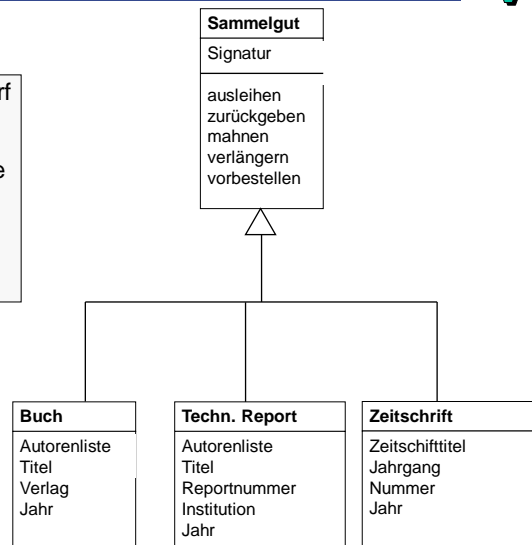 Sammelgut
Signatur
ausleihen
zurückgeben
mahnen
verlängern
vorbestellen
rf
e
Buch
Autorenliste
Titel
Verlag
Jahr
Techn. Report
Autorenliste
Titel
Reportnummer
Institution
Jahr
Zeitschrift
Zeitschifttitel
Jahrgang
Nummer
Jahr